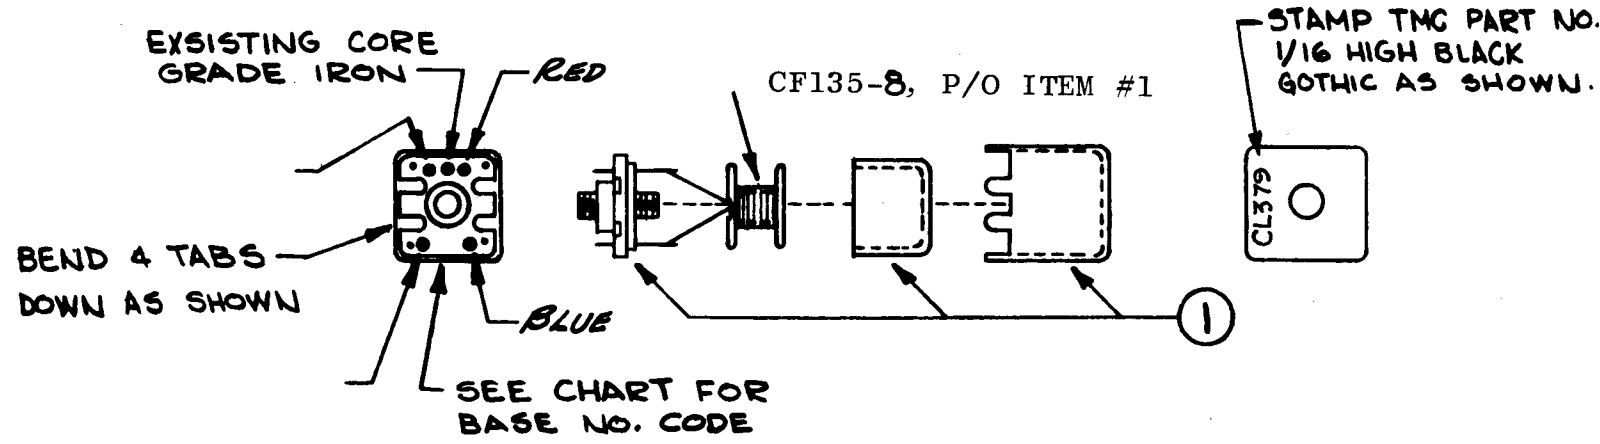 EXSISTING CORE
GRADE IRON
RED
CF135-8, P/O ITEM #1
STAMP TMC PART NO.
1/16 HIGH BLACK
GOTHIC AS SHOWN.
CL379
BEND 4 TABS
DOWN AS SHOWN
BLUE
1
SEE CHART FOR
BASE NO. CODE